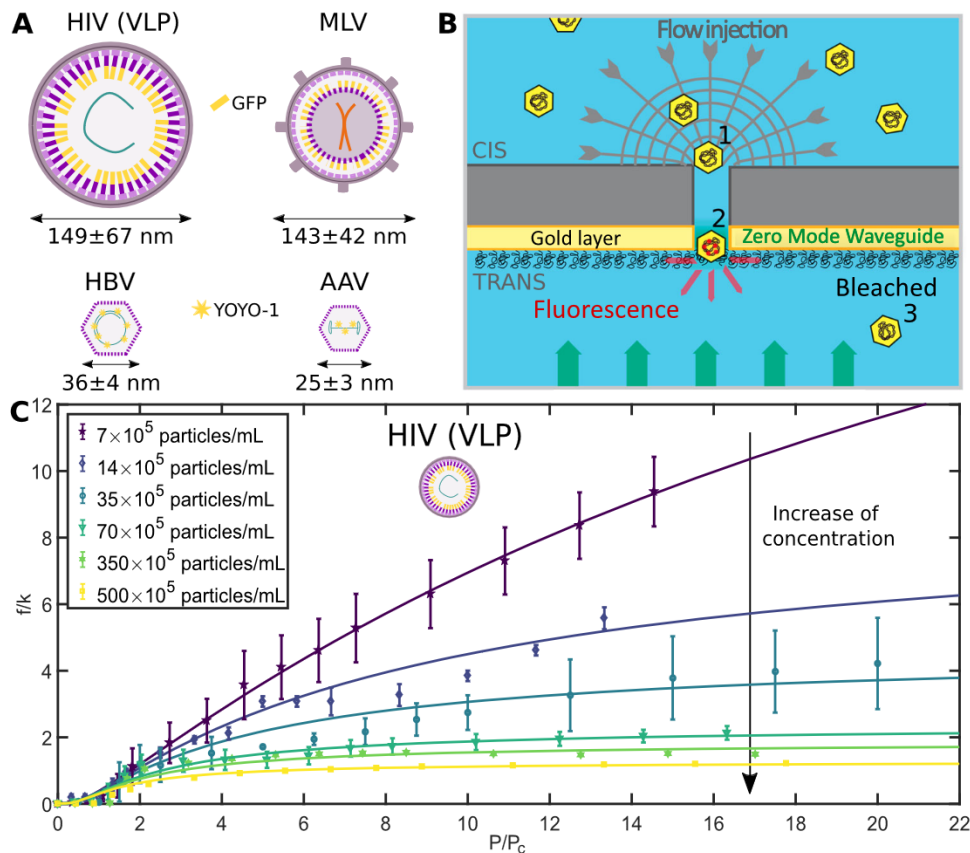 A
HIV (VLP)
MLV
GFP
149±67 nm
143±42 nm
HBV
AAV
YOYO-1
36±4 nm
25±3 nm
B
Flow injection
1
CIS
2
Gold layer
Zero Mode Waveguide
TRANS
Fluorescence
Bleached
3
C
12
10
8
6
4
2
0
f/k
7×10⁵ particles/mL
14×10⁵ particles/mL
35×10⁵ particles/mL
70×10⁵ particles/mL
350×10⁵ particles/mL
500×10⁵ particles/mL
HIV (VLP)
Increase of
concentration
0 2 4 6 8 10 12 14 16 18 20 22
P/Pc